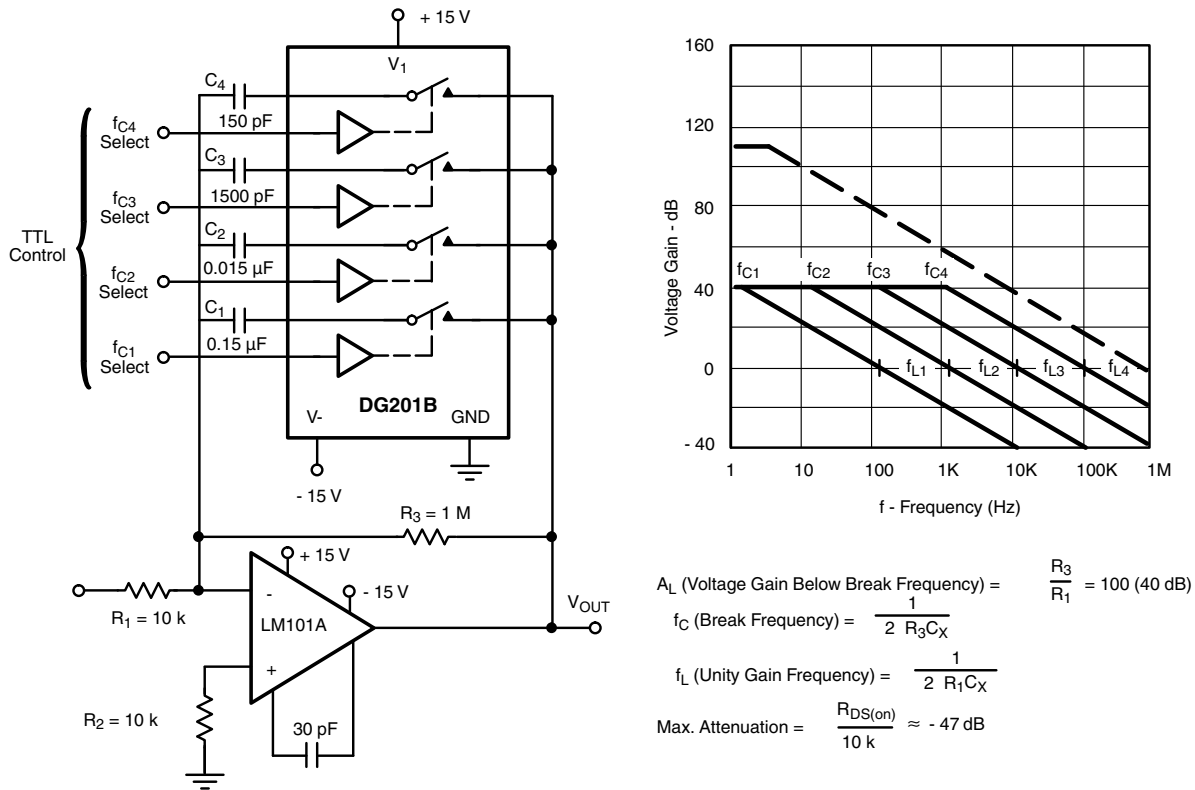 + 15 V
V1
C4
150 pF
fC4
Select
C3
1500 pF
fC3
Select
TTL
Control
C2
0.015 µF
fC2
Select
C1
0.15 µF
fC1
Select
DG201B
V-
GND
- 15 V
R3 = 1 M
+ 15 V
- 15 V
-
LM101A
+
VOUT
R1 = 10 k
R2 = 10 k
30 pF
160
120
80
40
0
- 40
Voltage Gain - dB
fC1 fC2 fC3 fC4
fL1 fL2 fL3 fL4
1 10 100 1K 10K 100K 1M
f - Frequency (Hz)
AL (Voltage Gain Below Break Frequency) = R3 / R1 = 100 (40 dB)
fC (Break Frequency) = 1 / 2 R3CX
fL (Unity Gain Frequency) = 1 / 2 R1CX
Max. Attenuation = RDS(on) / 10 k ≈ - 47 dB